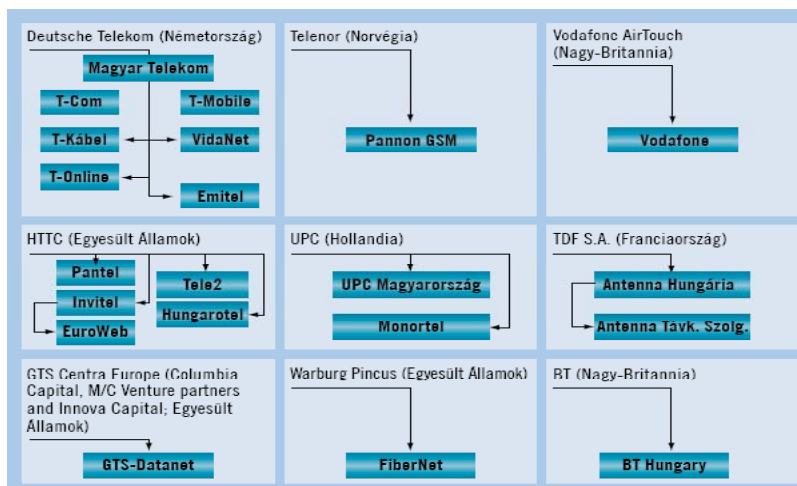 Deutsche Telekom (Németország)
Magyar Telekom
T-Com
T-Mobile
T-Kábel
VidaNet
T-Online
Emitel
Telenor (Norvégia)
Pannon GSM
Vodafone AirTouch
(Nagy-Britannia)
Vodafone
HTTC (Egyesült Államok)
Pantel
Tele2
Invitel
Hungarotel
EuroWeb
UPC (Hollandia)
UPC Magyarország
Monortel
TDF S.A. (Franciaország)
Antenna Hungária
Antenna Távk. Szolg.
GTS Centra Europe (Columbia
Capital, M/C Venture partners
and Innova Capital; Egyesült
Államok)
GTS-Datanet
Warburg Pincus (Egyesült Államok)
FiberNet
BT (Nagy-Britannia)
BT Hungary